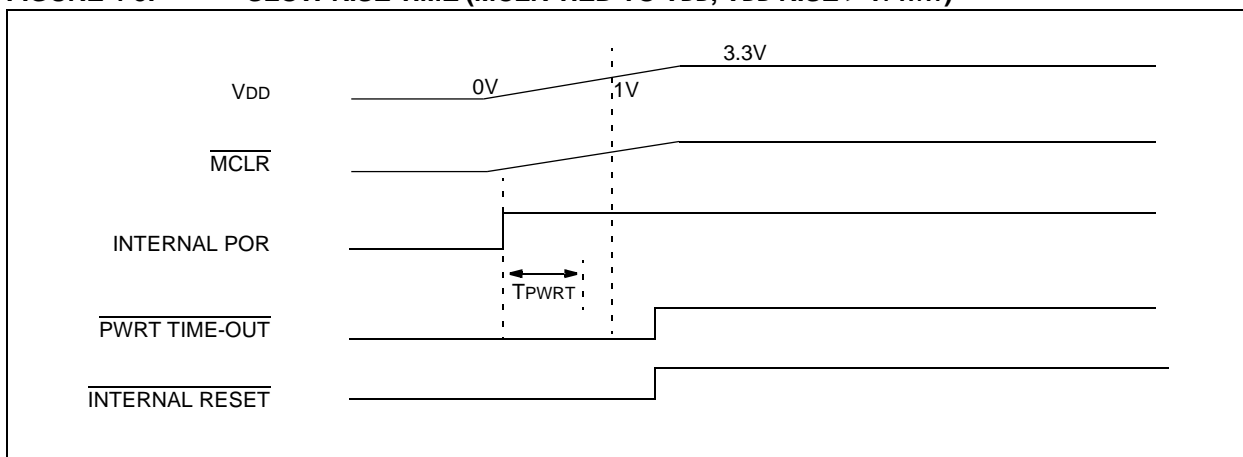 0V
1V
3.3V
VDD
MCLR
INTERNAL POR
TPWRT
PWRT TIME-OUT
INTERNAL RESET